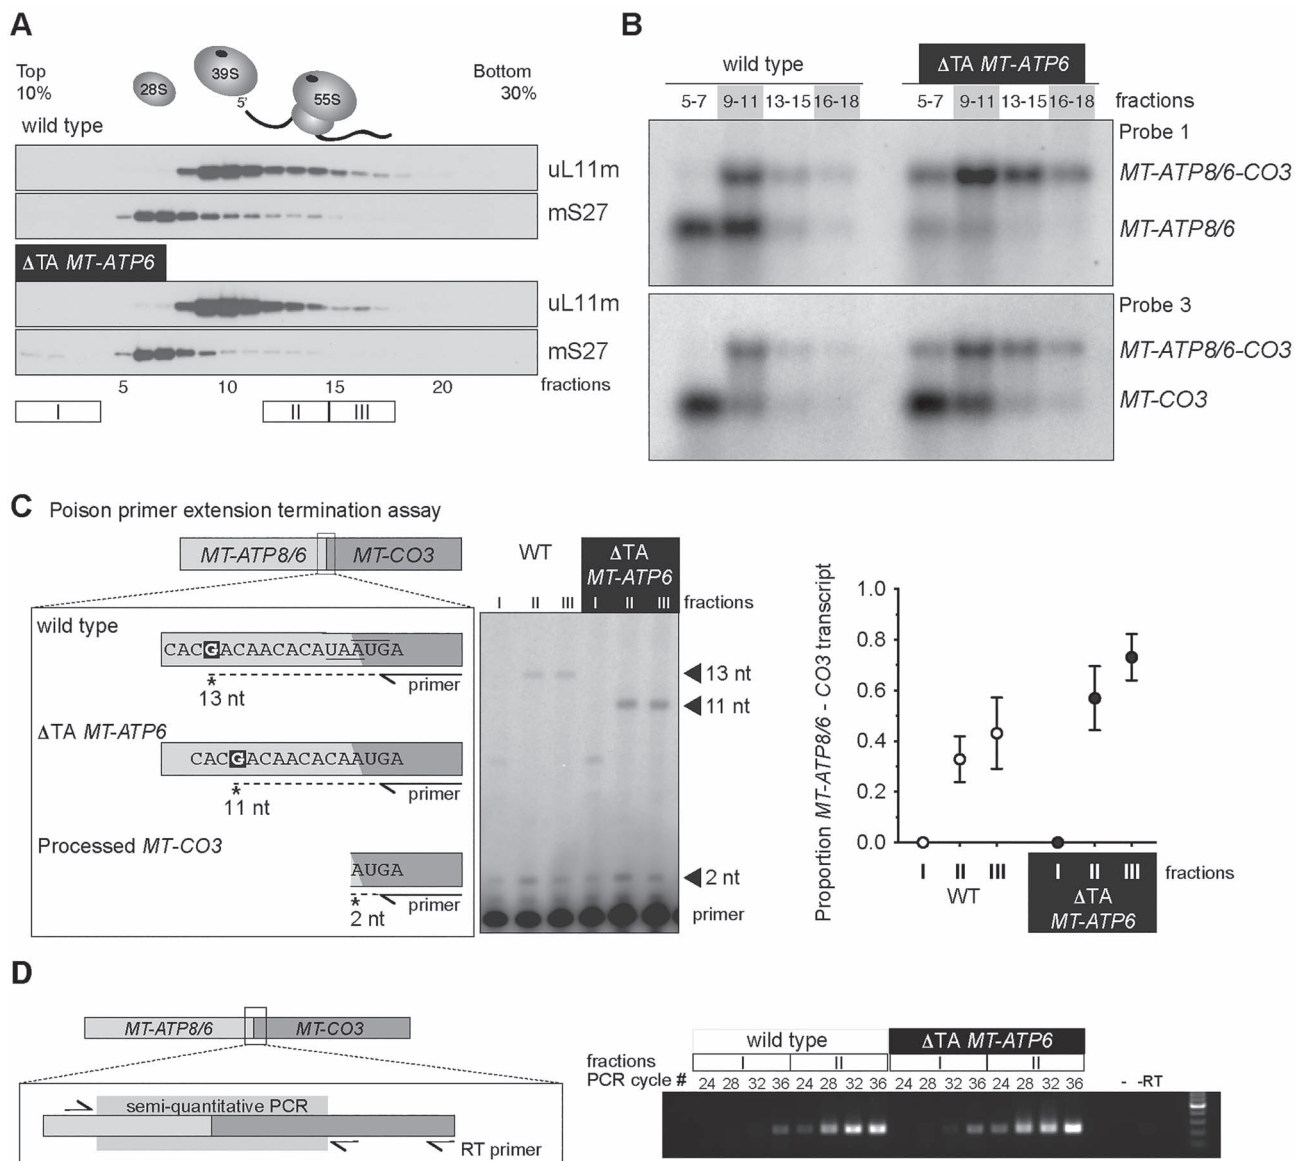 A
Top
10%
28S
39S
5'
55S
Bottom
30%
wild type
uL11m
mS27
ΔTA MT-ATP6
uL11m
mS27
5 10 15 20 fractions
I II III
B
wild type ΔTA MT-ATP6
5-7 9-11 13-15 16-18 5-7 9-11 13-15 16-18 fractions
Probe 1
MT-ATP8/6-CO3
MT-ATP8/6
Probe 3
MT-ATP8/6-CO3
MT-CO3
C Poison primer extension termination assay
MT-ATP8/6 MT-CO3
wild type
CACGACAACACAUAAUGA
* primer
13 nt
ΔTA MT-ATP6
CACGACAACACAAUGA
* primer
11 nt
Processed MT-CO3
AUGA
* primer
2 nt
WT ΔTA
MT-ATP6
I II III I II III fractions
13 nt
11 nt
2 nt
primer
Proportion MT-ATP8/6 - CO3 transcript
1.0
0.8
0.6
0.4
0.2
0.0
I II III I II III fractions
WT ΔTA
MT-ATP6
D
MT-ATP8/6 MT-CO3
semi-quantitative PCR
RT primer
wild type ΔTA MT-ATP6
fractions I II I II
PCR cycle # 24 28 32 36 24 28 32 36 24 28 32 36 24 28 32 36 - -RT